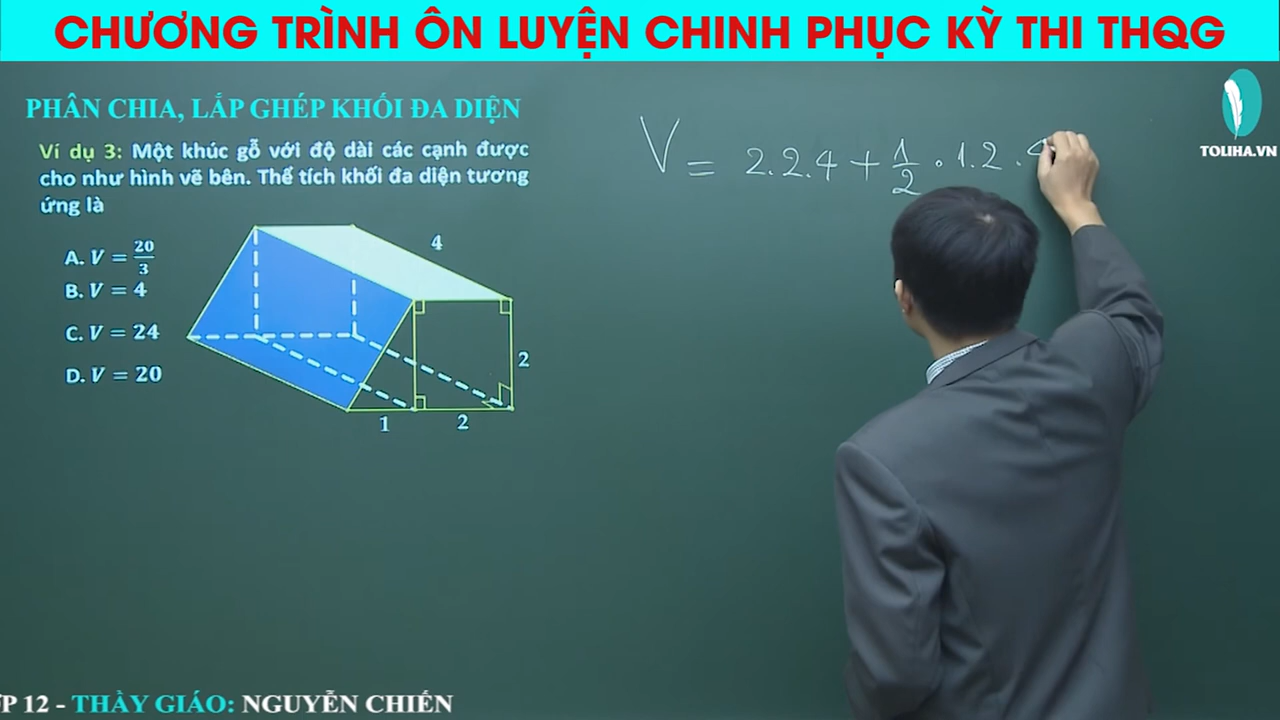 CHƯƠNG TRÌNH ÔN LUYỆN CHINH PHỤC KỲ THI THQG
TOLIHA.VN
PHÂN CHIA, LẮP GHÉP KHỐI ĐA DIỆN
Ví dụ 3: Một khúc gỗ với độ dài các cạnh được
cho như hình vẽ bên. Thể tích khối đa diện tương
ứng là
A. V = 20/3
B. V = 4
C. V = 24
D. V = 20
4
2
1
2
V = 2.2.4 + 1/2 . 1.2 .
ỚP 12 - THẦY GIÁO: NGUYỄN CHIẾN